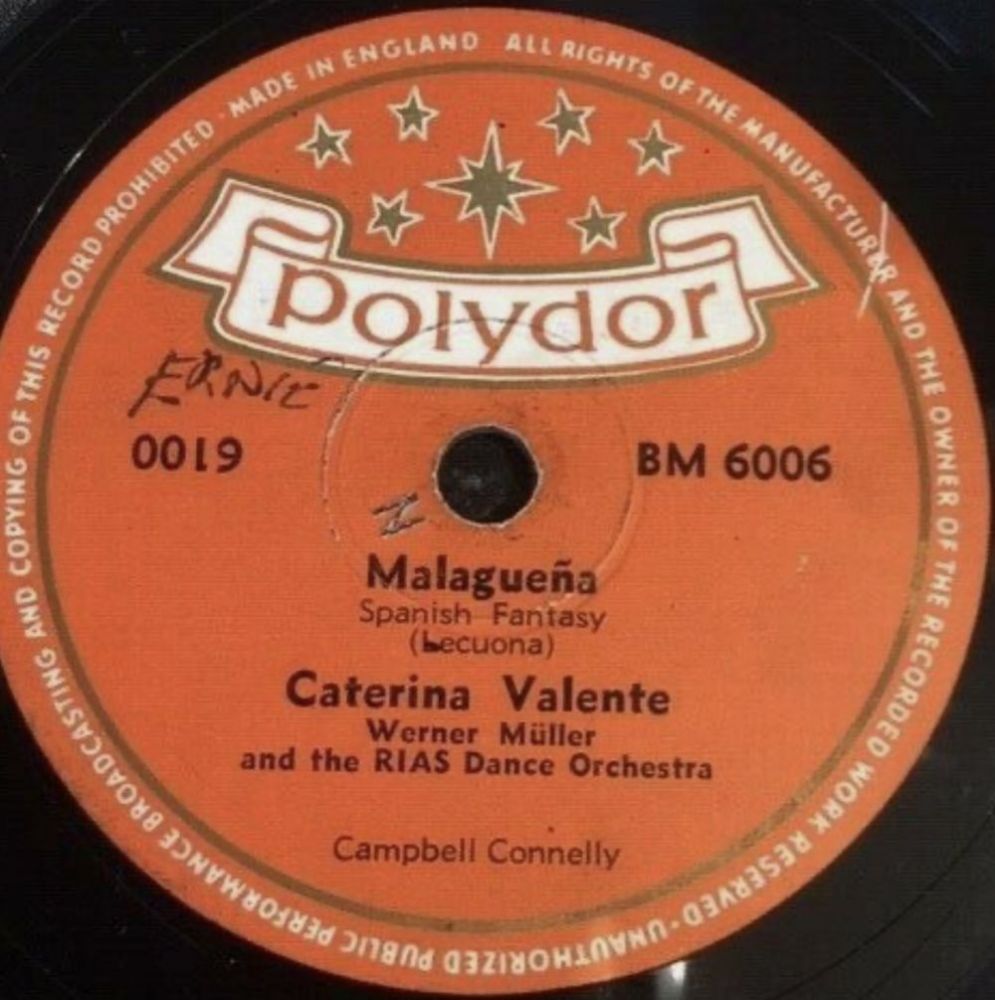 MADE IN ENGLAND ALL RIGHTS OF THE MANUFACTURER AND THE OWNER OF THE RECORDED WORK RESERVED · UNAUTHORIZED PUBLIC PERFORMANCE BROADCASTING AND COPYING OF THIS RECORD PROHIBITED ·
polydor
ERNIE
0019
BM 6006
Malagueña
Spanish Fantasy
(Lecuona)
Caterina Valente
Werner Müller
and the RIAS Dance Orchestra
Campbell Connelly